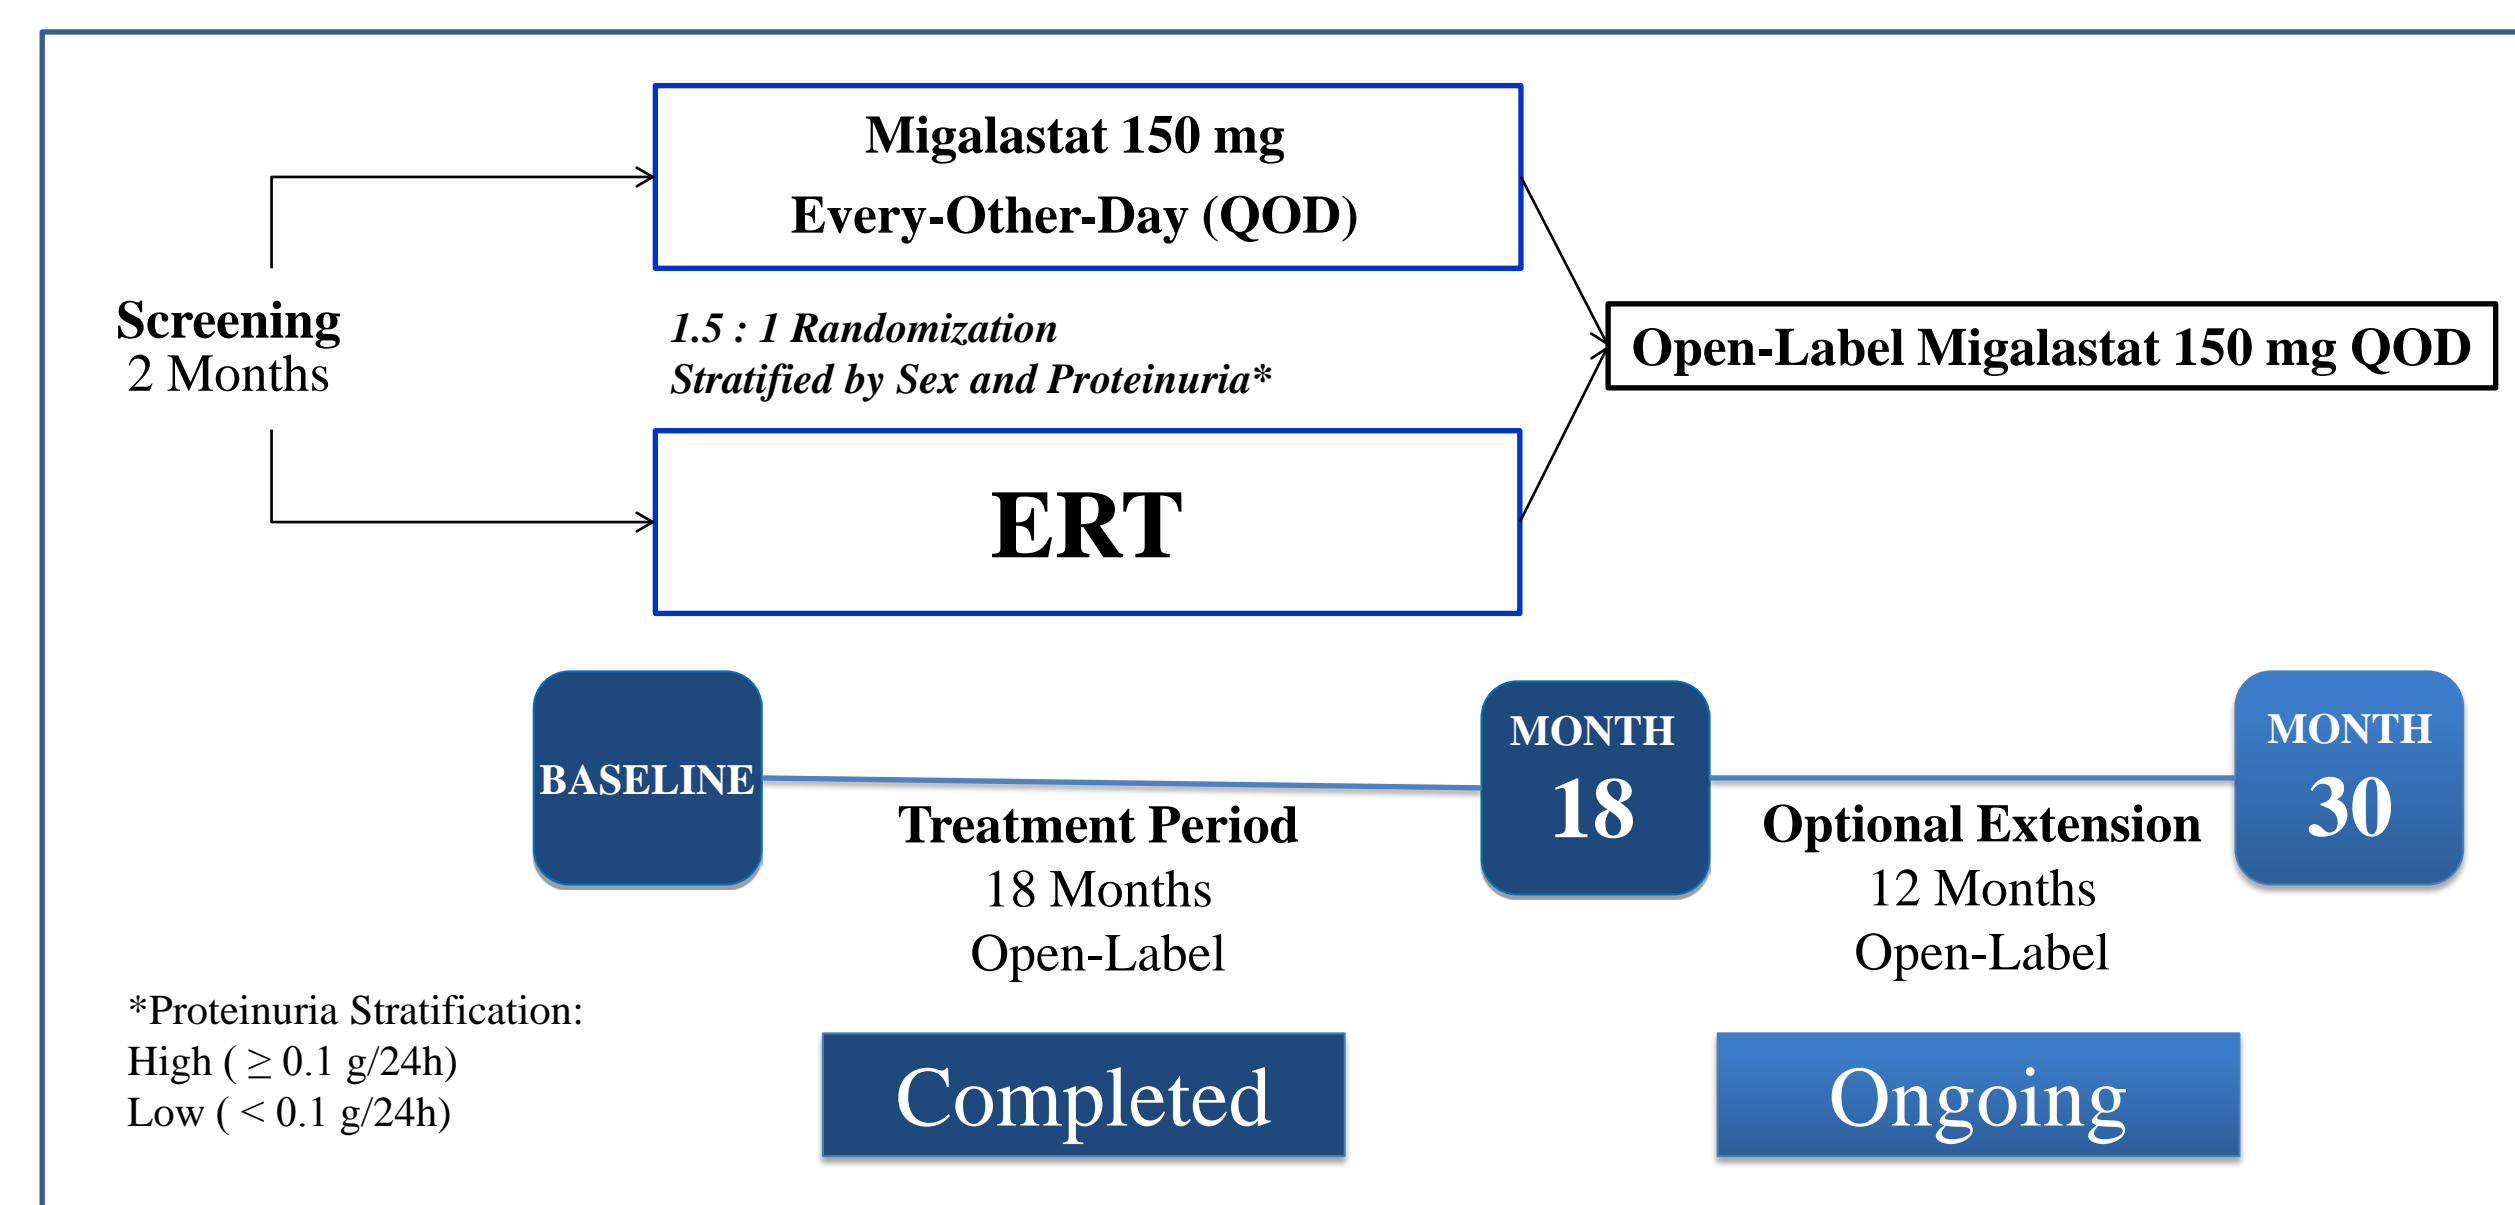 Migalastat 150 mg
Every-Other-Day (QOD)
Screening
2 Months
1.5 : 1 Randomization
Stratified by Sex and Proteinuria*
Open-Label Migalastat 150 mg QOD
ERT
BASELINE
MONTH
18
MONTH
30
Treatment Period
18 Months
Open-Label
Optional Extension
12 Months
Open-Label
*Proteinuria Stratification:
High ( ≥ 0.1 g/24h)
Low ( < 0.1 g/24h)
Completed
Ongoing